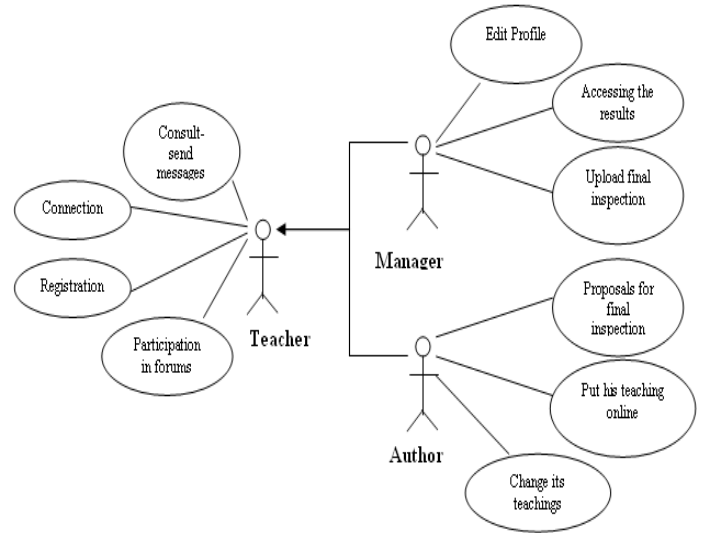 Edit Profile
Accessing the
results
Consult-
send
messages
Upload final
inspection
Connection
Manager
Registration
Proposals for
final
inspection
Teacher
Participation
in forums
Put his teaching
online
Author
Change its
teachings